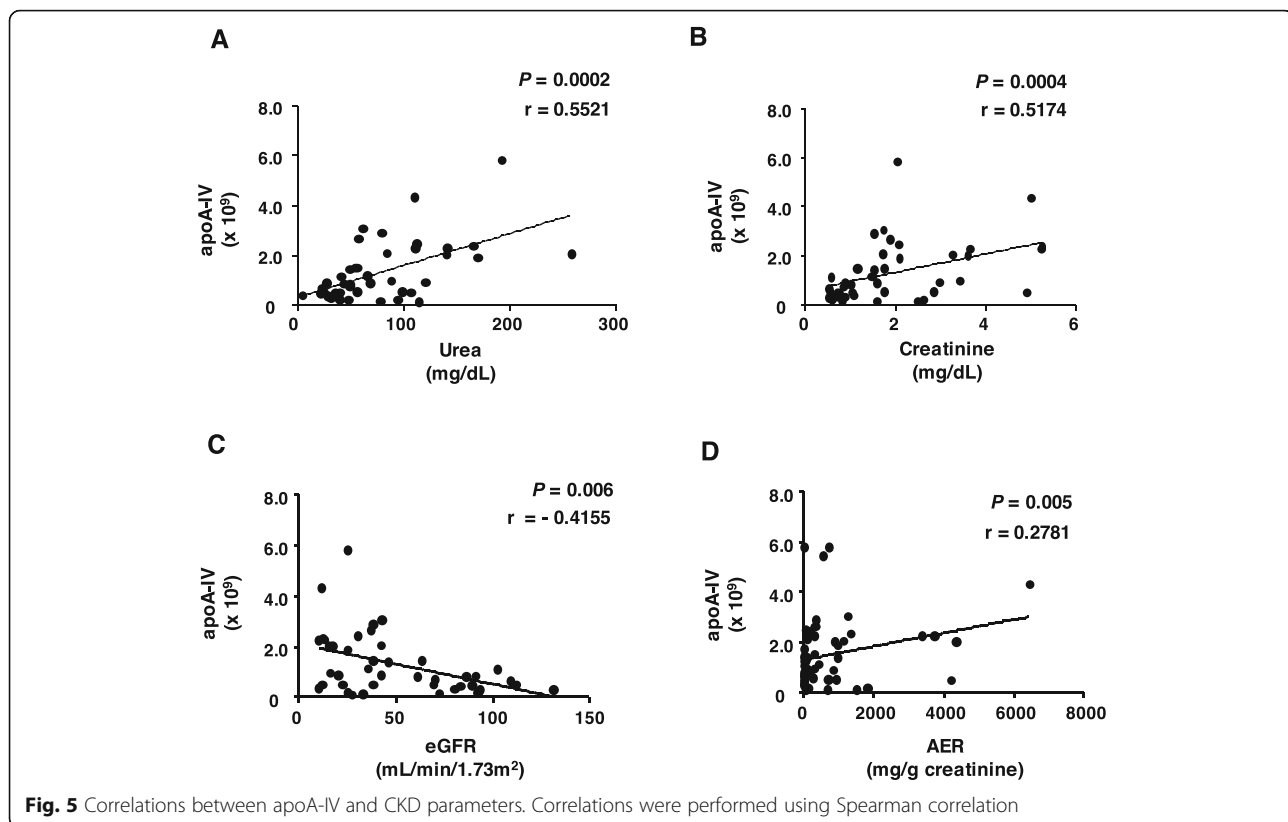 A
P = 0.0002
r = 0.5521
8.0
6.0
4.0
2.0
0
apoA-IV
(x 10⁹)
0 100 200 300
Urea
(mg/dL)
B
P = 0.0004
r = 0.5174
8.0
6.0
4.0
2.0
0
apoA-IV
(x 10⁹)
0 2 4 6
Creatinine
(mg/dL)
C
P = 0.006
r = - 0.4155
8.0
6.0
4.0
2.0
0
apoA-IV
(x 10⁹)
0 50 100 150
eGFR
(mL/min/1.73m²)
D
P = 0.005
r = 0.2781
8.0
6.0
4.0
2.0
0
apoA-IV
(x 10⁹)
0 2000 4000 6000 8000
AER
(mg/g creatinine)
Fig. 5 Correlations between apoA-IV and CKD parameters. Correlations were performed using Spearman correlation